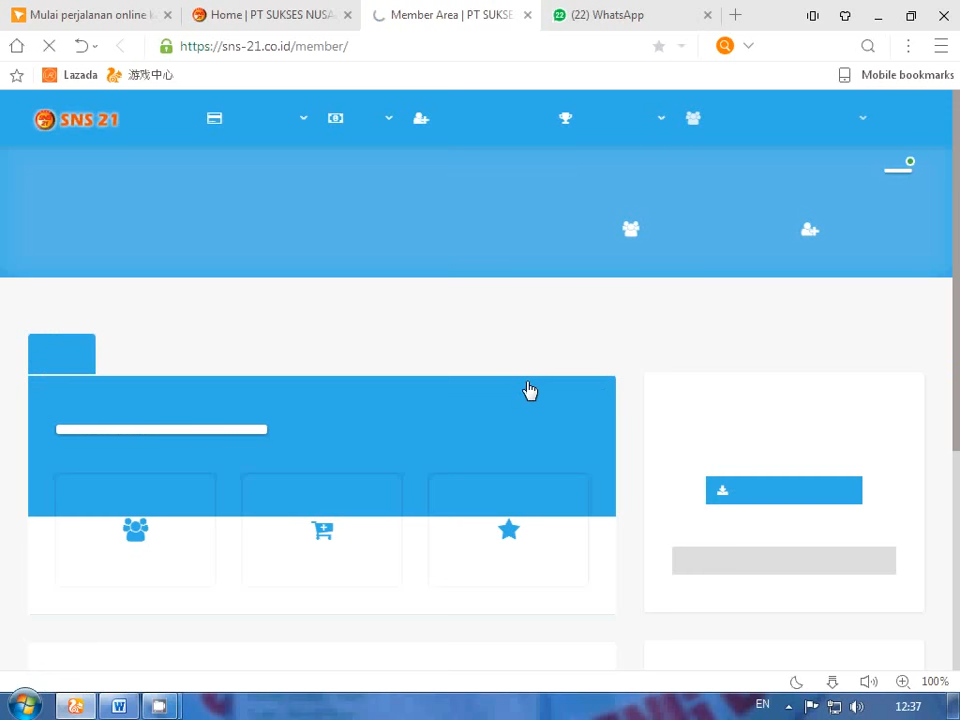 Mulai perjalanan online k
Home | PT SUKSES NUSA
Member Area | PT SUKSE
22
(22) WhatsApp
https://sns-21.co.id/member/
Lazada
游戏中心
Mobile bookmarks
SNS 21
100%
EN
12:37